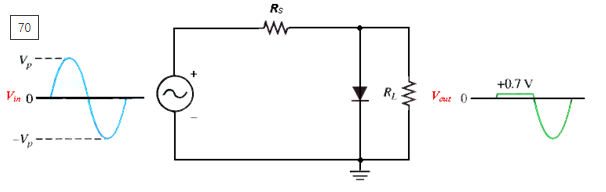 70
R_S
V_p
V_in 0
-V_p
+
−
R_L
V_out 0
+0.7 V